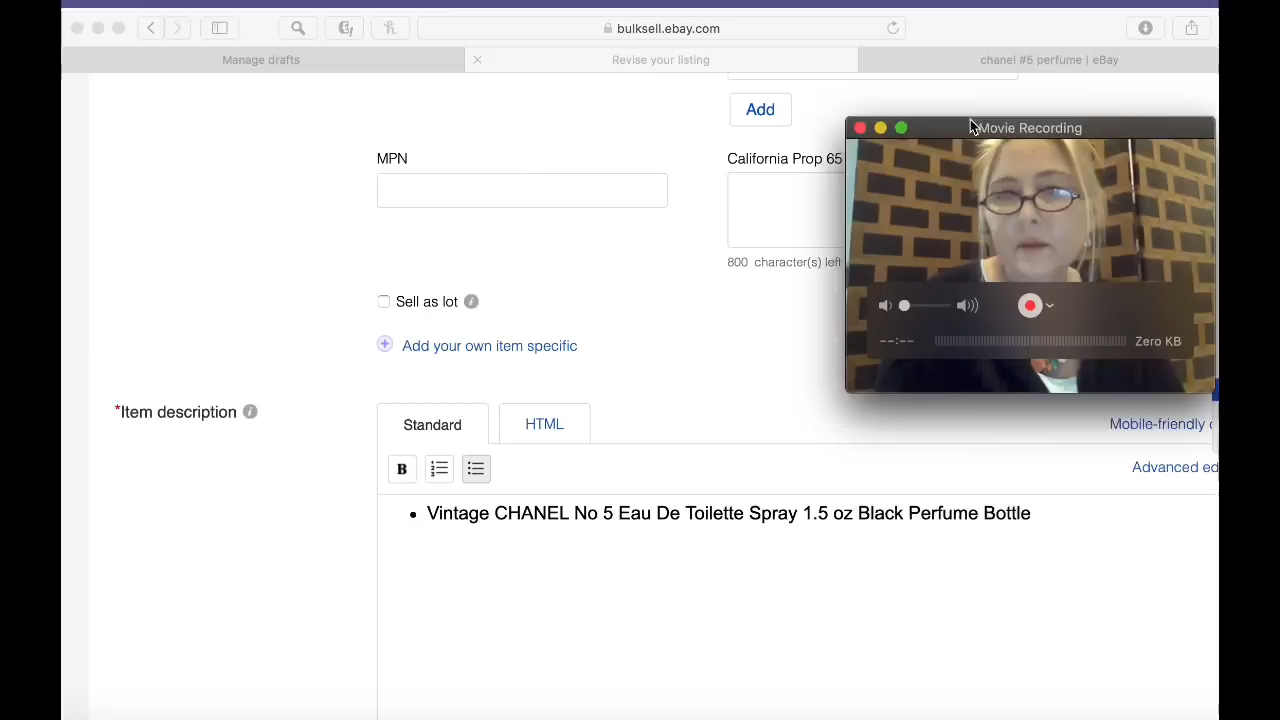 bulksell.ebay.com
Manage drafts
Revise your listing
chanel #5 perfume | eBay
Add
Movie Recording
MPN
California Prop 65
800 character(s) left
Sell as lot
--:--
Zero KB
Add your own item specific
*Item description
Standard
HTML
Mobile-friendly
Advanced ed
B
• Vintage CHANEL No 5 Eau De Toilette Spray 1.5 oz Black Perfume Bottle